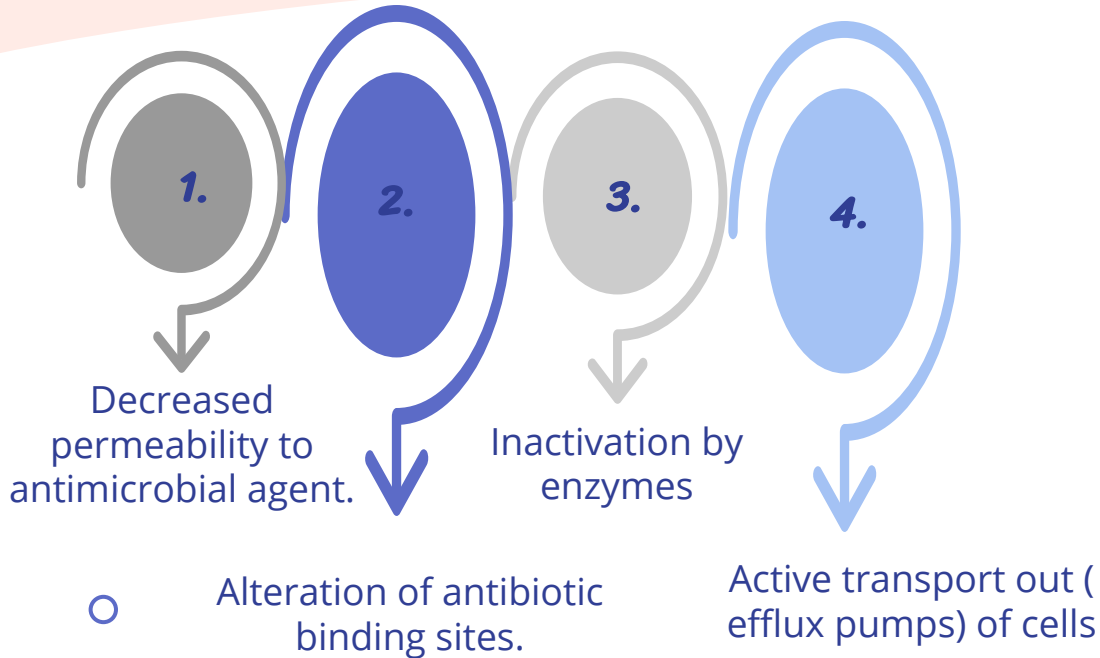 1.
2.
3.
4.
Decreased
permeability to
antimicrobial agent.
Alteration of antibiotic
binding sites.
Inactivation by
enzymes
Active transport out (
efflux pumps) of cells